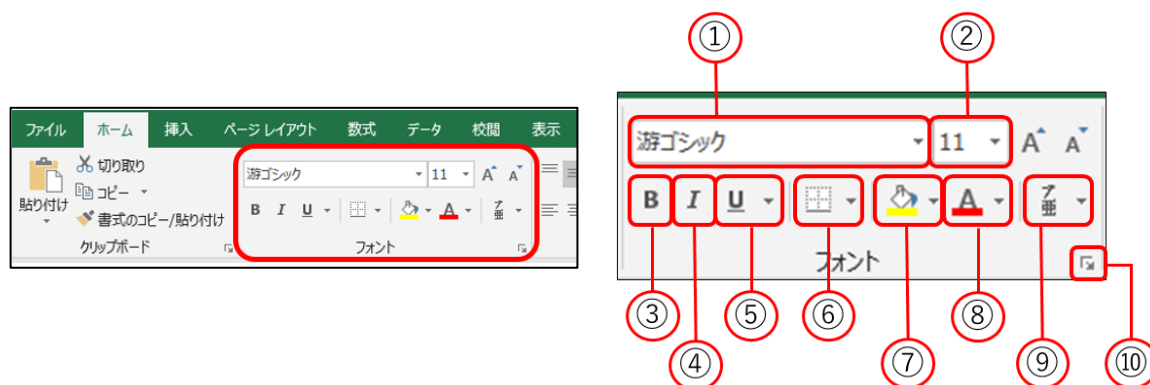 ファイル ホーム 挿入 ページ レイアウト 数式 データ 校閲 表示
切り取り
コピー
貼り付け
書式のコピー/貼り付け
クリップボード
游ゴシック 11 A A
B I U A ア亜
フォント
① ②
游ゴシック 11 A A
B I U A ア亜
フォント
③ ⑤ ⑥ ⑧
④ ⑦ ⑨ ⑩